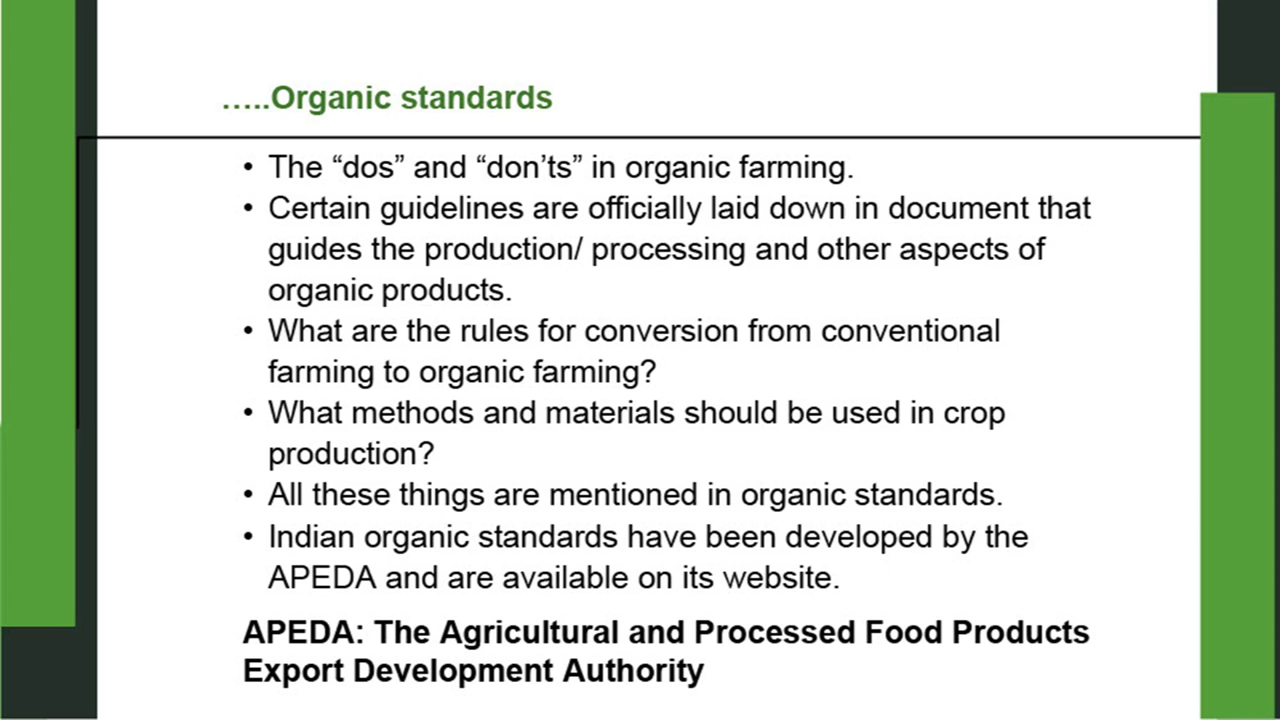 …..Organic standards
• The “dos” and “don’ts” in organic farming.
• Certain guidelines are officially laid down in document that
guides the production/ processing and other aspects of
organic products.
• What are the rules for conversion from conventional
farming to organic farming?
• What methods and materials should be used in crop
production?
• All these things are mentioned in organic standards.
• Indian organic standards have been developed by the
APEDA and are available on its website.
APEDA: The Agricultural and Processed Food Products
Export Development Authority